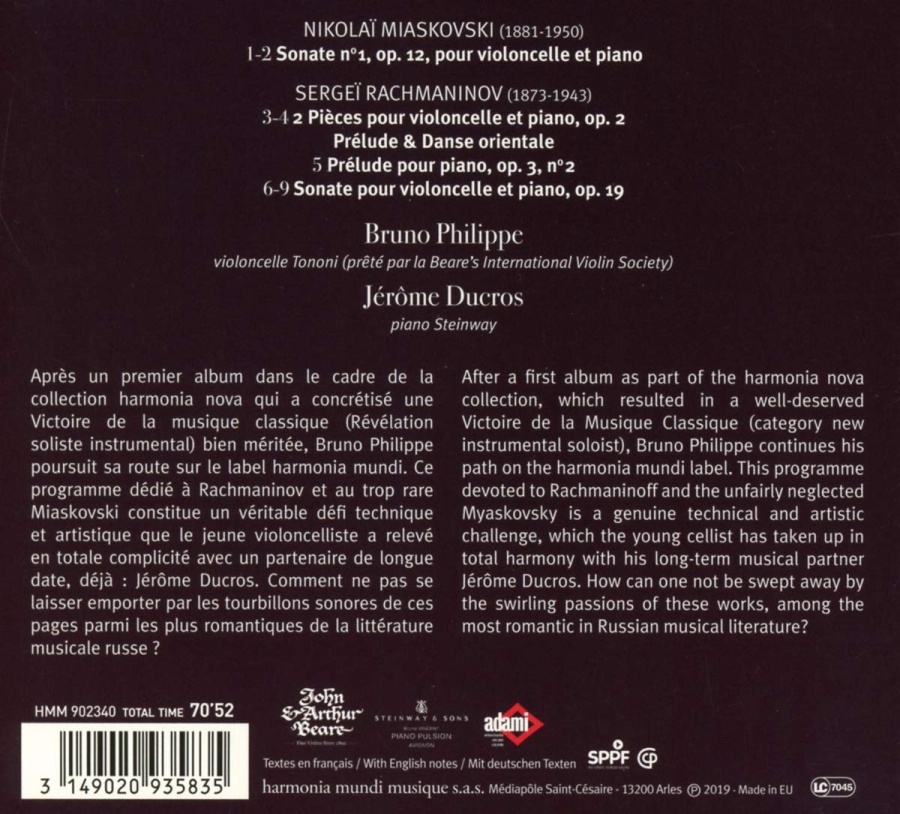 NIKOLAÏ MIASKOVSKI (1881-1950)
1-2 Sonate nº1, op. 12, pour violoncelle et piano
SERGEÏ RACHMANINOV (1873-1943)
3-4 2 Pièces pour violoncelle et piano, op. 2
Prélude & Danse orientale
5 Prélude pour piano, op. 3, nº2
6-9 Sonate pour violoncelle et piano, op. 19
Bruno Philippe
violoncelle Tononi (prêté par la Beare's International Violin Society)
Jérôme Ducros
piano Steinway
Après un premier album dans le cadre de la
collection harmonia nova qui a concrétisé une
Victoire de la musique classique (Révélation
soliste instrumental) bien méritée, Bruno Philippe
poursuit sa route sur le label harmonia mundi. Ce
programme dédié à Rachmaninov et au trop rare
Miaskovski constitue un véritable défi technique
et artistique que le jeune violoncelliste a relevé
en totale complicité avec un partenaire de longue
date, déjà : Jérôme Ducros. Comment ne pas se
laisser emporter par les tourbillons sonores de ces
pages parmi les plus romantiques de la littérature
musicale russe ?
After a first album as part of the harmonia nova
collection, which resulted in a well-deserved
Victoire de la Musique Classique (category new
instrumental soloist), Bruno Philippe continues his
path on the harmonia mundi label. This programme
devoted to Rachmaninoff and the unfairly neglected
Myaskovsky is a genuine technical and artistic
challenge, which the young cellist has taken up in
total harmony with his long-term musical partner
Jérôme Ducros. How can one not be swept away by
the swirling passions of these works, among the
most romantic in Russian musical literature?
HMM 902340 TOTAL TIME 70'52
3 149020 935835
John
& Arthur
Beare
STEINWAY & SONS
PIANO PULSION
AVIGNON
adami
SPPF
Textes en français / With English notes / Mit deutschen Texten
harmonia mundi musique s.a.s. Médiapôle Saint-Césaire - 13200 Arles Ⓟ 2019 - Made in EU
LC 7045